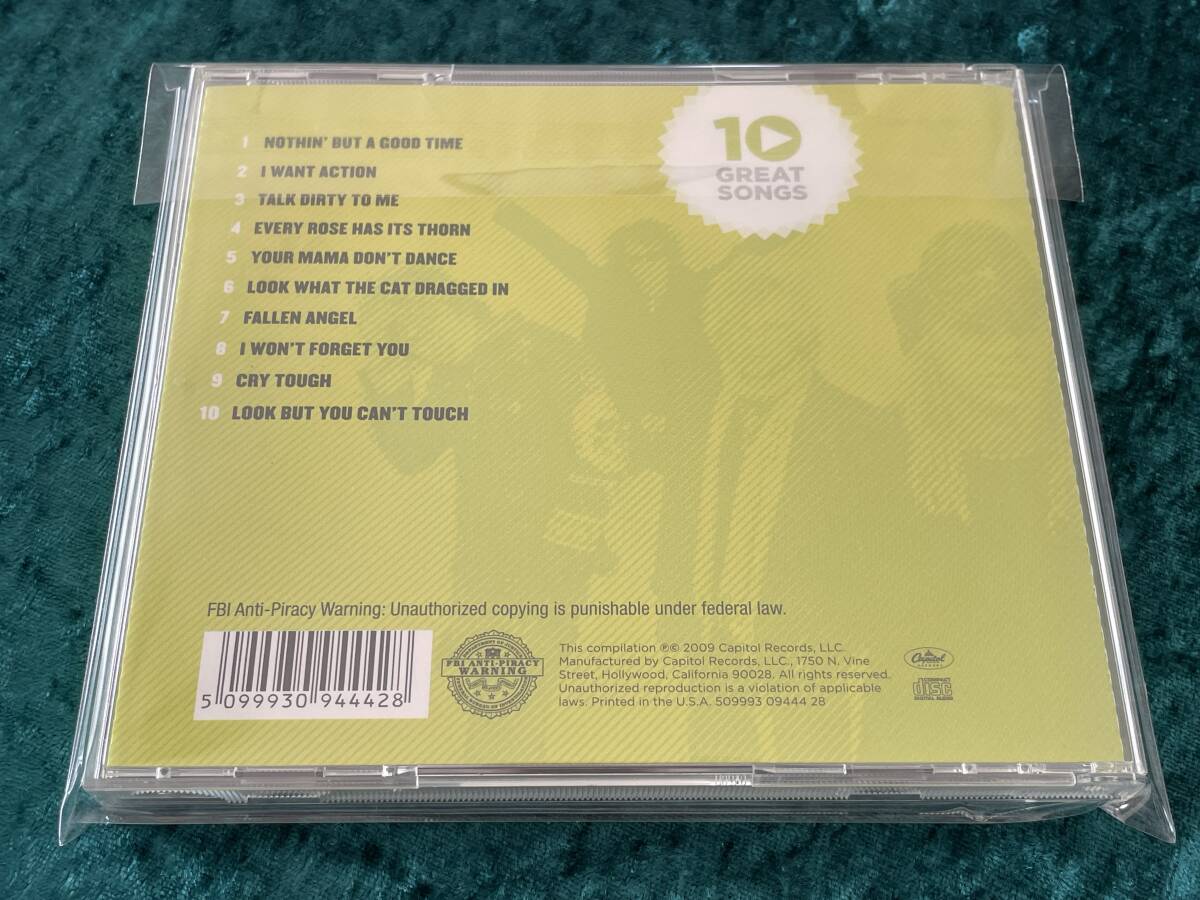 1 NOTHIN' BUT A GOOD TIME
2 I WANT ACTION
3 TALK DIRTY TO ME
4 EVERY ROSE HAS ITS THORN
5 YOUR MAMA DON'T DANCE
6 LOOK WHAT THE CAT DRAGGED IN
7 FALLEN ANGEL
8 I WON'T FORGET YOU
9 CRY TOUGH
10 LOOK BUT YOU CAN'T TOUCH
10
GREAT
SONGS
FBI Anti-Piracy Warning: Unauthorized copying is punishable under federal law.
5 099930 944428
FBI ANTI-PIRACY
WARNING
This compilation ℗© 2009 Capitol Records, LLC.
Manufactured by Capitol Records, LLC., 1750 N. Vine
Street, Hollywood, California 90028. All rights reserved.
Unauthorized reproduction is a violation of applicable
laws. Printed in the U.S.A. 509993 09444 28
Capitol
RECORDS
COMPACT
disc
DIGITAL AUDIO